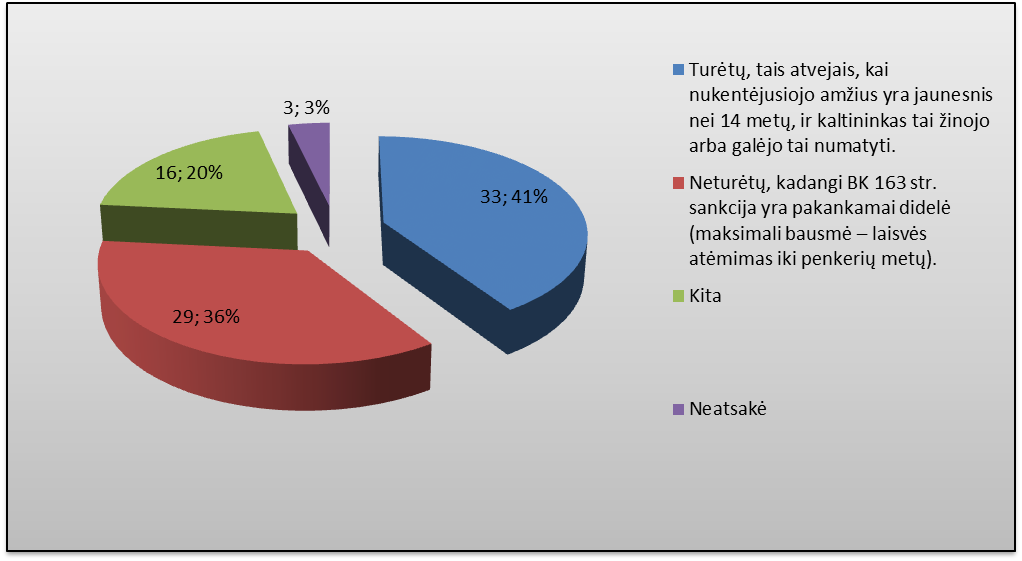 3; 3%
16; 20%
33; 41%
29; 36%
Turėtų, tais atvejais, kai
nukentėjusiojo amžius yra jaunesnis
nei 14 metų, ir kaltininkas tai žinojo
arba galėjo tai numatyti.
Neturėtų, kadangi BK 163 str.
sankcija yra pakankamai didelė
(maksimali bausmė – laisvės
atėmimas iki penkerių metų).
Kita
Neatsakė